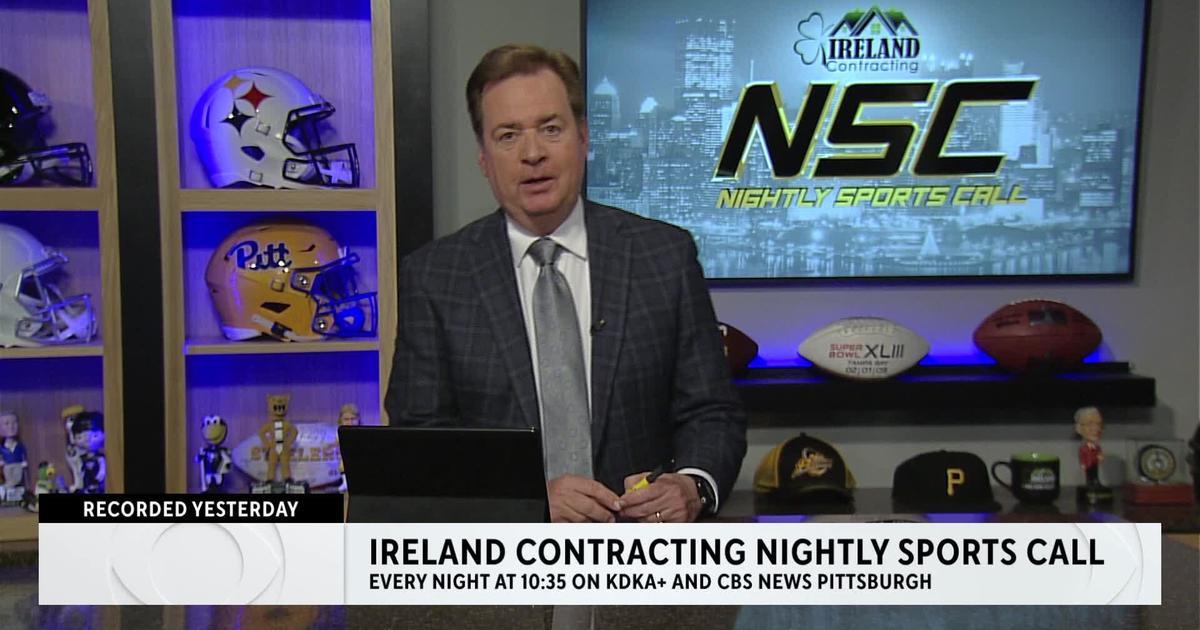 IRELAND
Contracting
NSC
NIGHTLY SPORTS CALL
Pitt
SUPER
BOWL XLIII
TAMPA BAY
02|01|09
STEELERS
P
RECORDED YESTERDAY
IRELAND CONTRACTING NIGHTLY SPORTS CALL
EVERY NIGHT AT 10:35 ON KDKA+ AND CBS NEWS PITTSBURGH